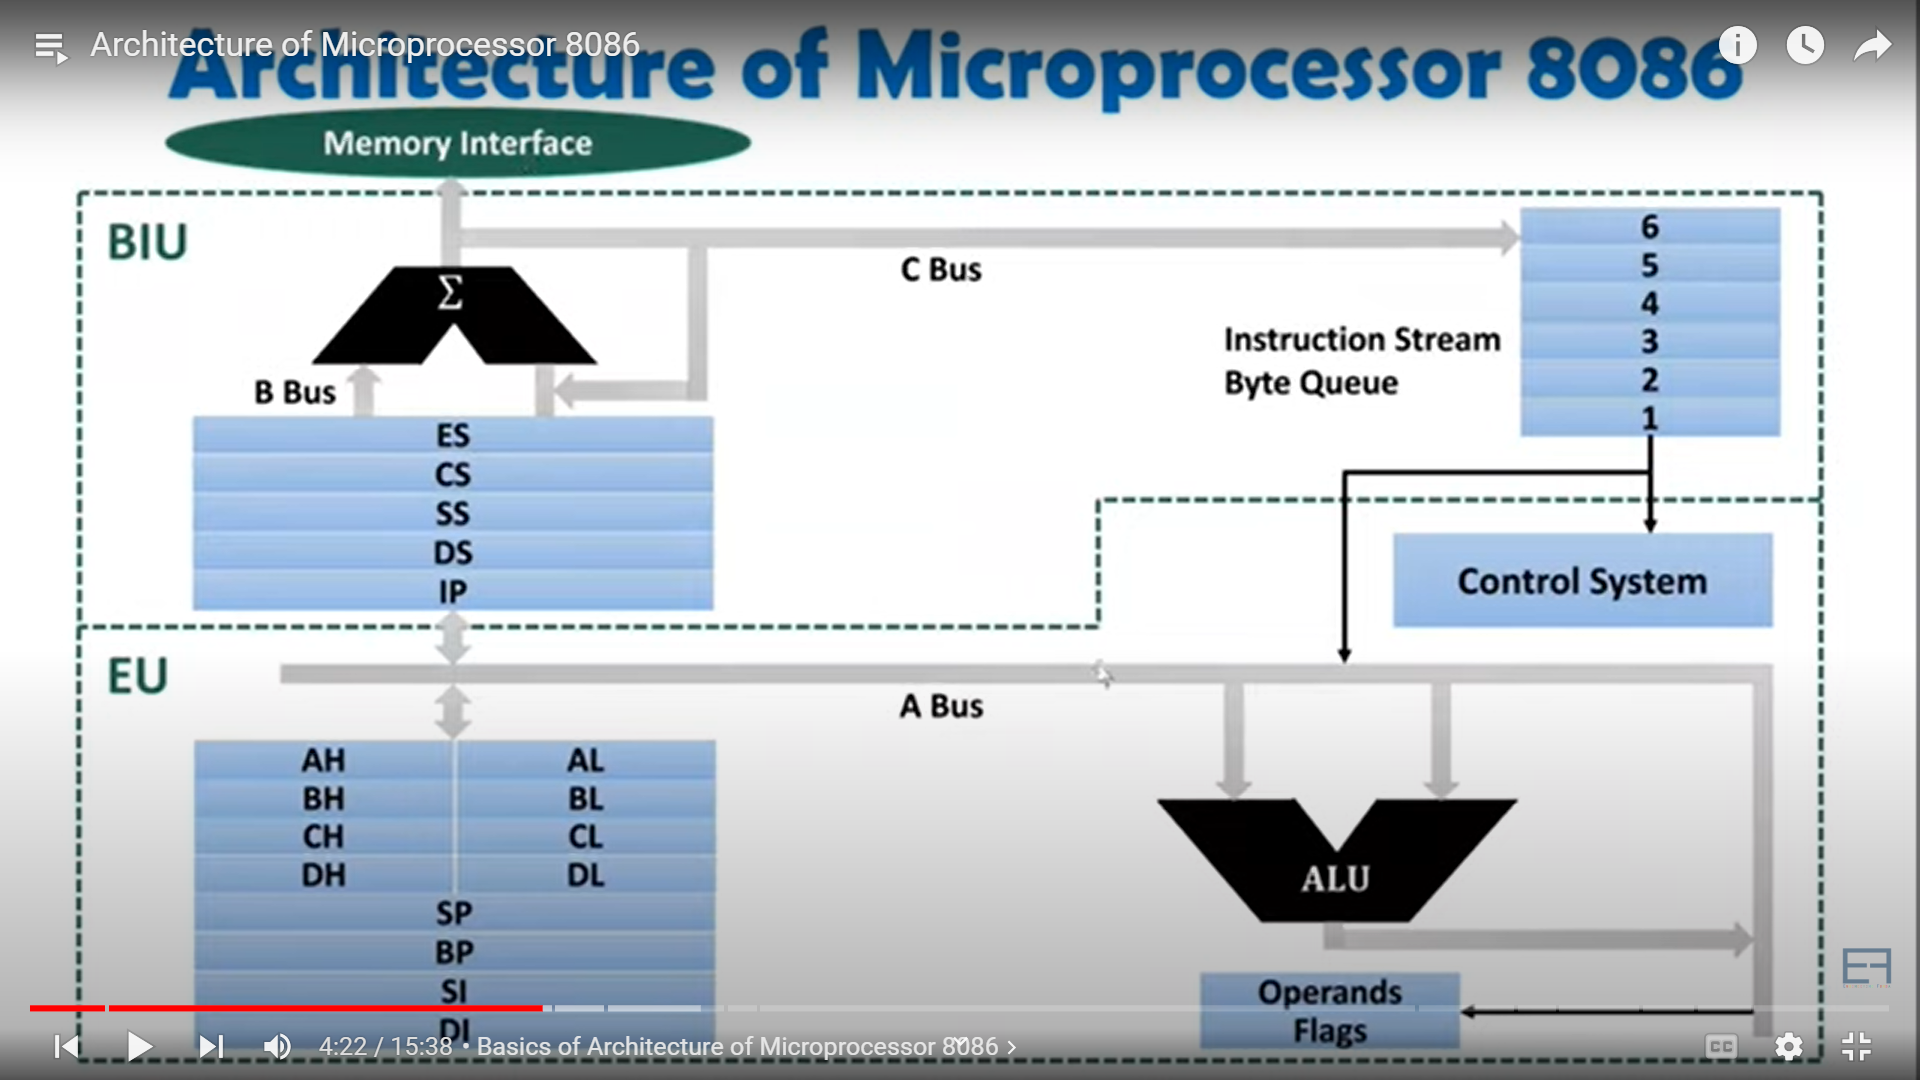 Architecture of Microprocessor 8086
Architecture of Microprocessor 8086
Memory Interface
BIU
Σ
C Bus
B Bus
Instruction Stream
Byte Queue
6
5
4
3
2
1
ES
CS
SS
DS
IP
Control System
EU
A Bus
AH AL
BH BL
CH CL
DH DL
SP
BP
SI
DI
ALU
Operands
Flags
4:22 / 15:38 • Basics of Architecture of Microprocessor 8086 >
CC